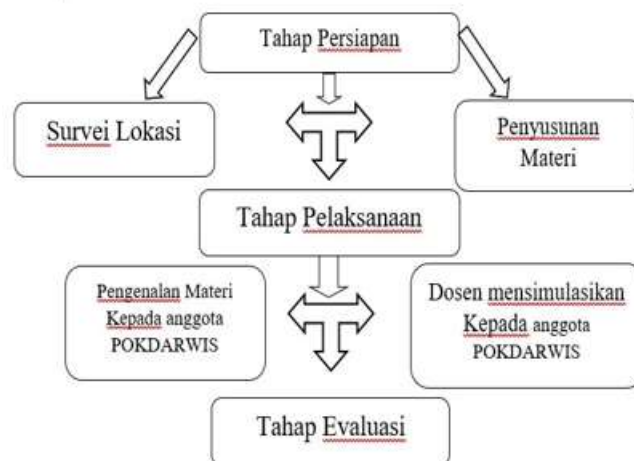 Tahap Persiapan
Survei Lokasi
Penyusunan
Materi
Tahap Pelaksanaan
Pengenalan Materi
Kepada anggota
POKDARWIS
Dosen mensimulasikan
Kepada anggota
POKDARWIS
Tahap Evaluasi